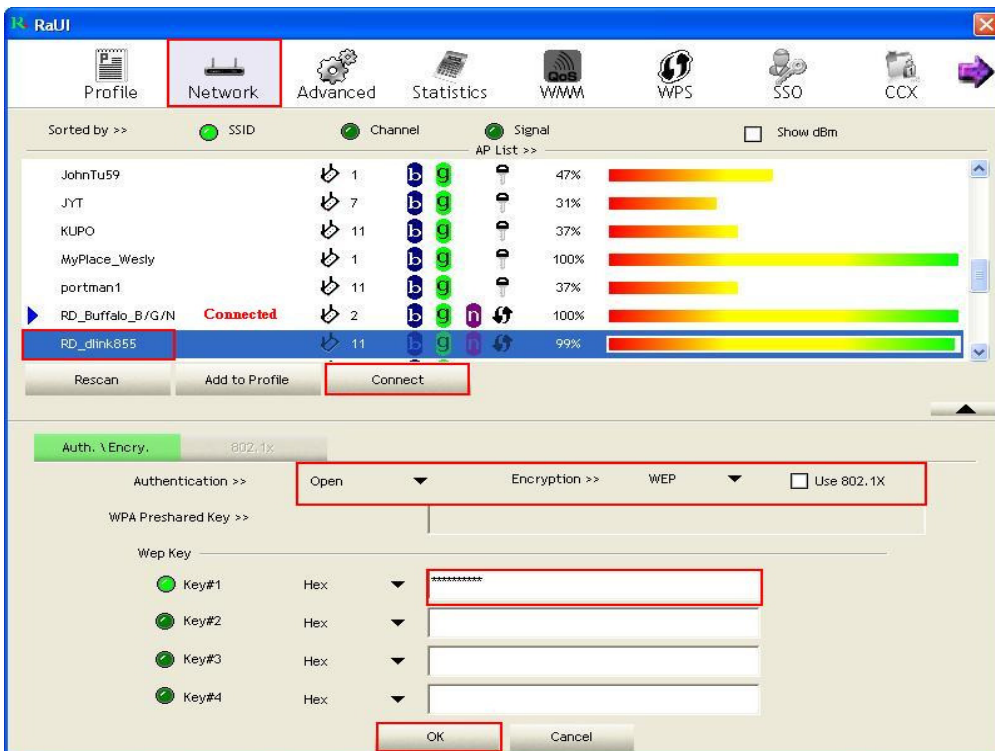 RaUI
Profile Network Advanced Statistics QoS WMM WPS SSO CCX
Sorted by >> SSID Channel Signal Show dBm
AP List >>
JohnTu59 1 b g 47%
JYT 7 b g 31%
KUPO 11 b g 37%
MyPlace_Wesly 1 b g 100%
portman1 11 b g 37%
RD_Buffalo_B/G/N Connected 2 b g n 100%
RD_dlink855 11 b g n 99%
Rescan Add to Profile Connect
Auth. \ Encry. 802.1x
Authentication >> Open Encryption >> WEP Use 802.1X
WPA Preshared Key >>
Wep Key
Key#1 Hex **********
Key#2 Hex
Key#3 Hex
Key#4 Hex
OK Cancel